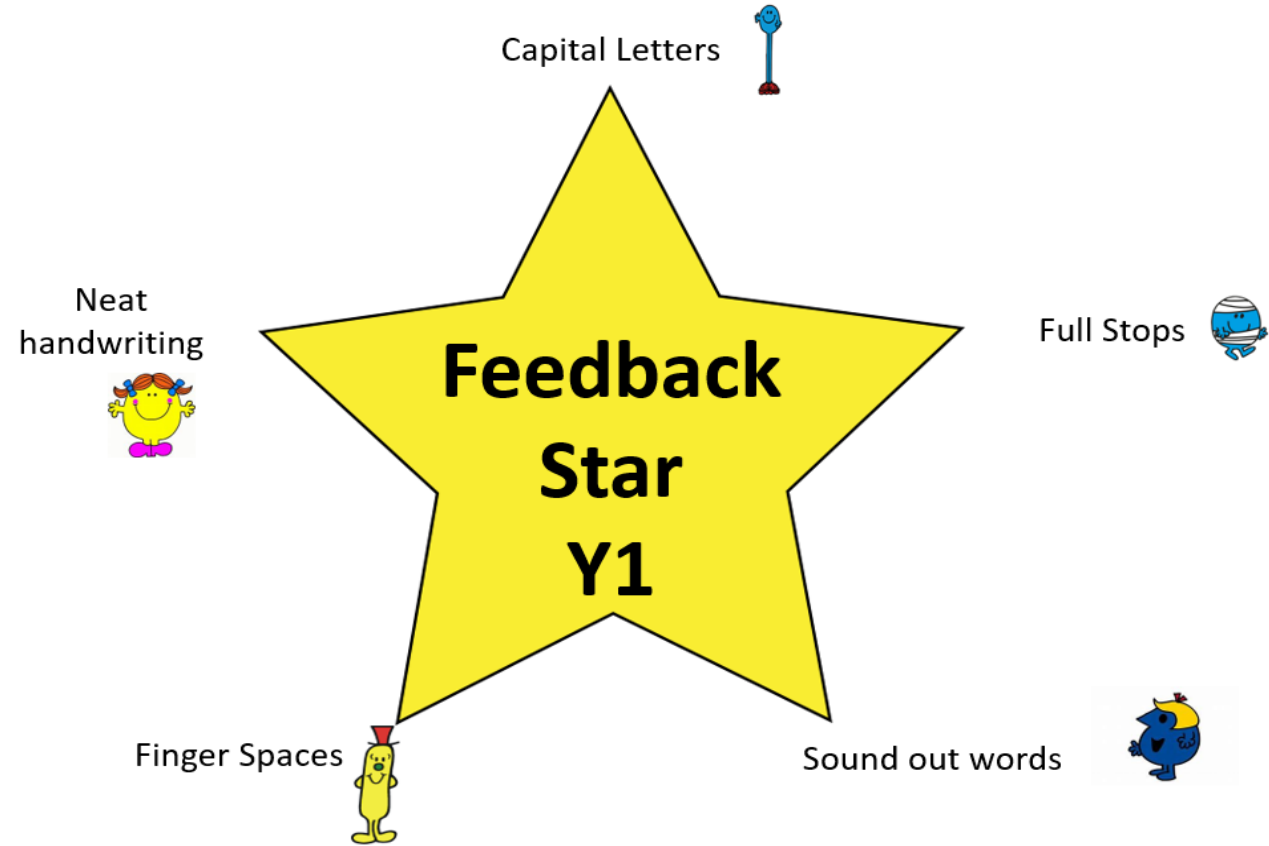 Capital Letters
Neat
handwriting
Full Stops
Feedback
Star
Y1
Finger Spaces
Sound out words